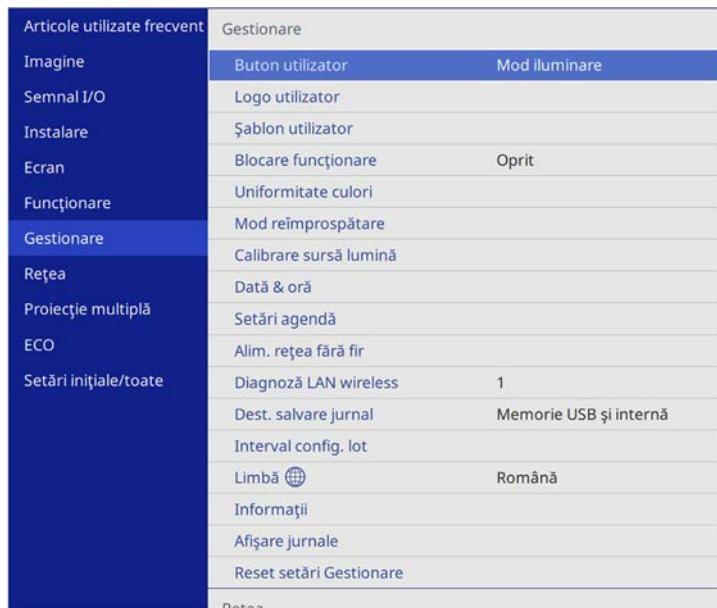 Articole utilizate frecvent
Imagine
Semnal I/O
Instalare
Ecran
Funcţionare
Gestionare
Reţea
Proiecţie multiplă
ECO
Setări iniţiale/toate
Gestionare
Buton utilizator Mod iluminare
Logo utilizator
Şablon utilizator
Blocare funcţionare Oprit
Uniformitate culori
Mod reîmprospătare
Calibrare sursă lumină
Dată & oră
Setări agendă
Alim. reţea fără fir
Diagnoză LAN wireless 1
Dest. salvare jurnal Memorie USB şi internă
Interval config. lot
Limbă Română
Informaţii
Afişare jurnale
Reset setări Gestionare
Reţea